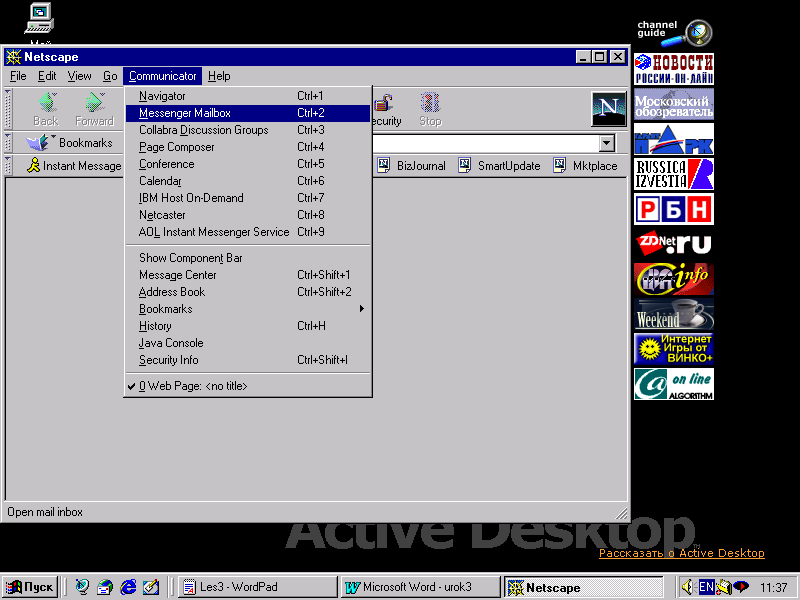 Netscape
File Edit View Go Communicator Help
Navigator Ctrl+1
Messenger Mailbox Ctrl+2
Collabra Discussion Groups Ctrl+3
Page Composer Ctrl+4
Conference Ctrl+5
Calendar Ctrl+6
IBM Host On-Demand Ctrl+7
Netcaster Ctrl+8
AOL Instant Messenger Service Ctrl+9
Show Component Bar
Message Center Ctrl+Shift+1
Address Book Ctrl+Shift+2
Bookmarks
History Ctrl+H
Java Console
Security Info Ctrl+Shift+I
0 Web Page: <no title>
Back Forward ecurity Stop
N
Bookmarks
Instant Message BizJournal SmartUpdate Mktplace
Open mail inbox
channel
guide
НОВОСТИ
РОССИИ-ОН-ЛАЙН
Московский
обозреватель
ПАРК
RUSSICA
IZVESTIA
РБН
ZDNet.RU
info
Weekend
Интернет
Игры от
ВИНКО+
on line
ALGORITHM
Active Desktop
Рассказать о Active Desktop
Пуск
Les3 - WordPad
Microsoft Word - urok3
Netscape
EN
11:37